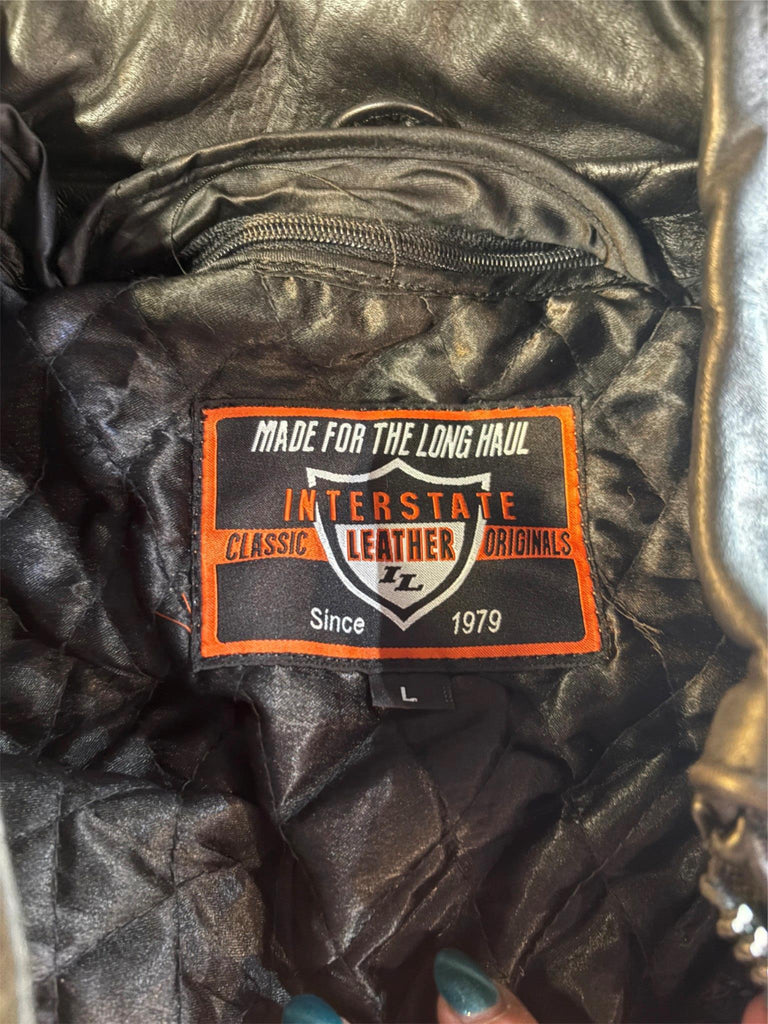 MADE FOR THE LONG HAUL
INTERSTATE
CLASSIC LEATHER ORIGINALS
IL
Since 1979
L